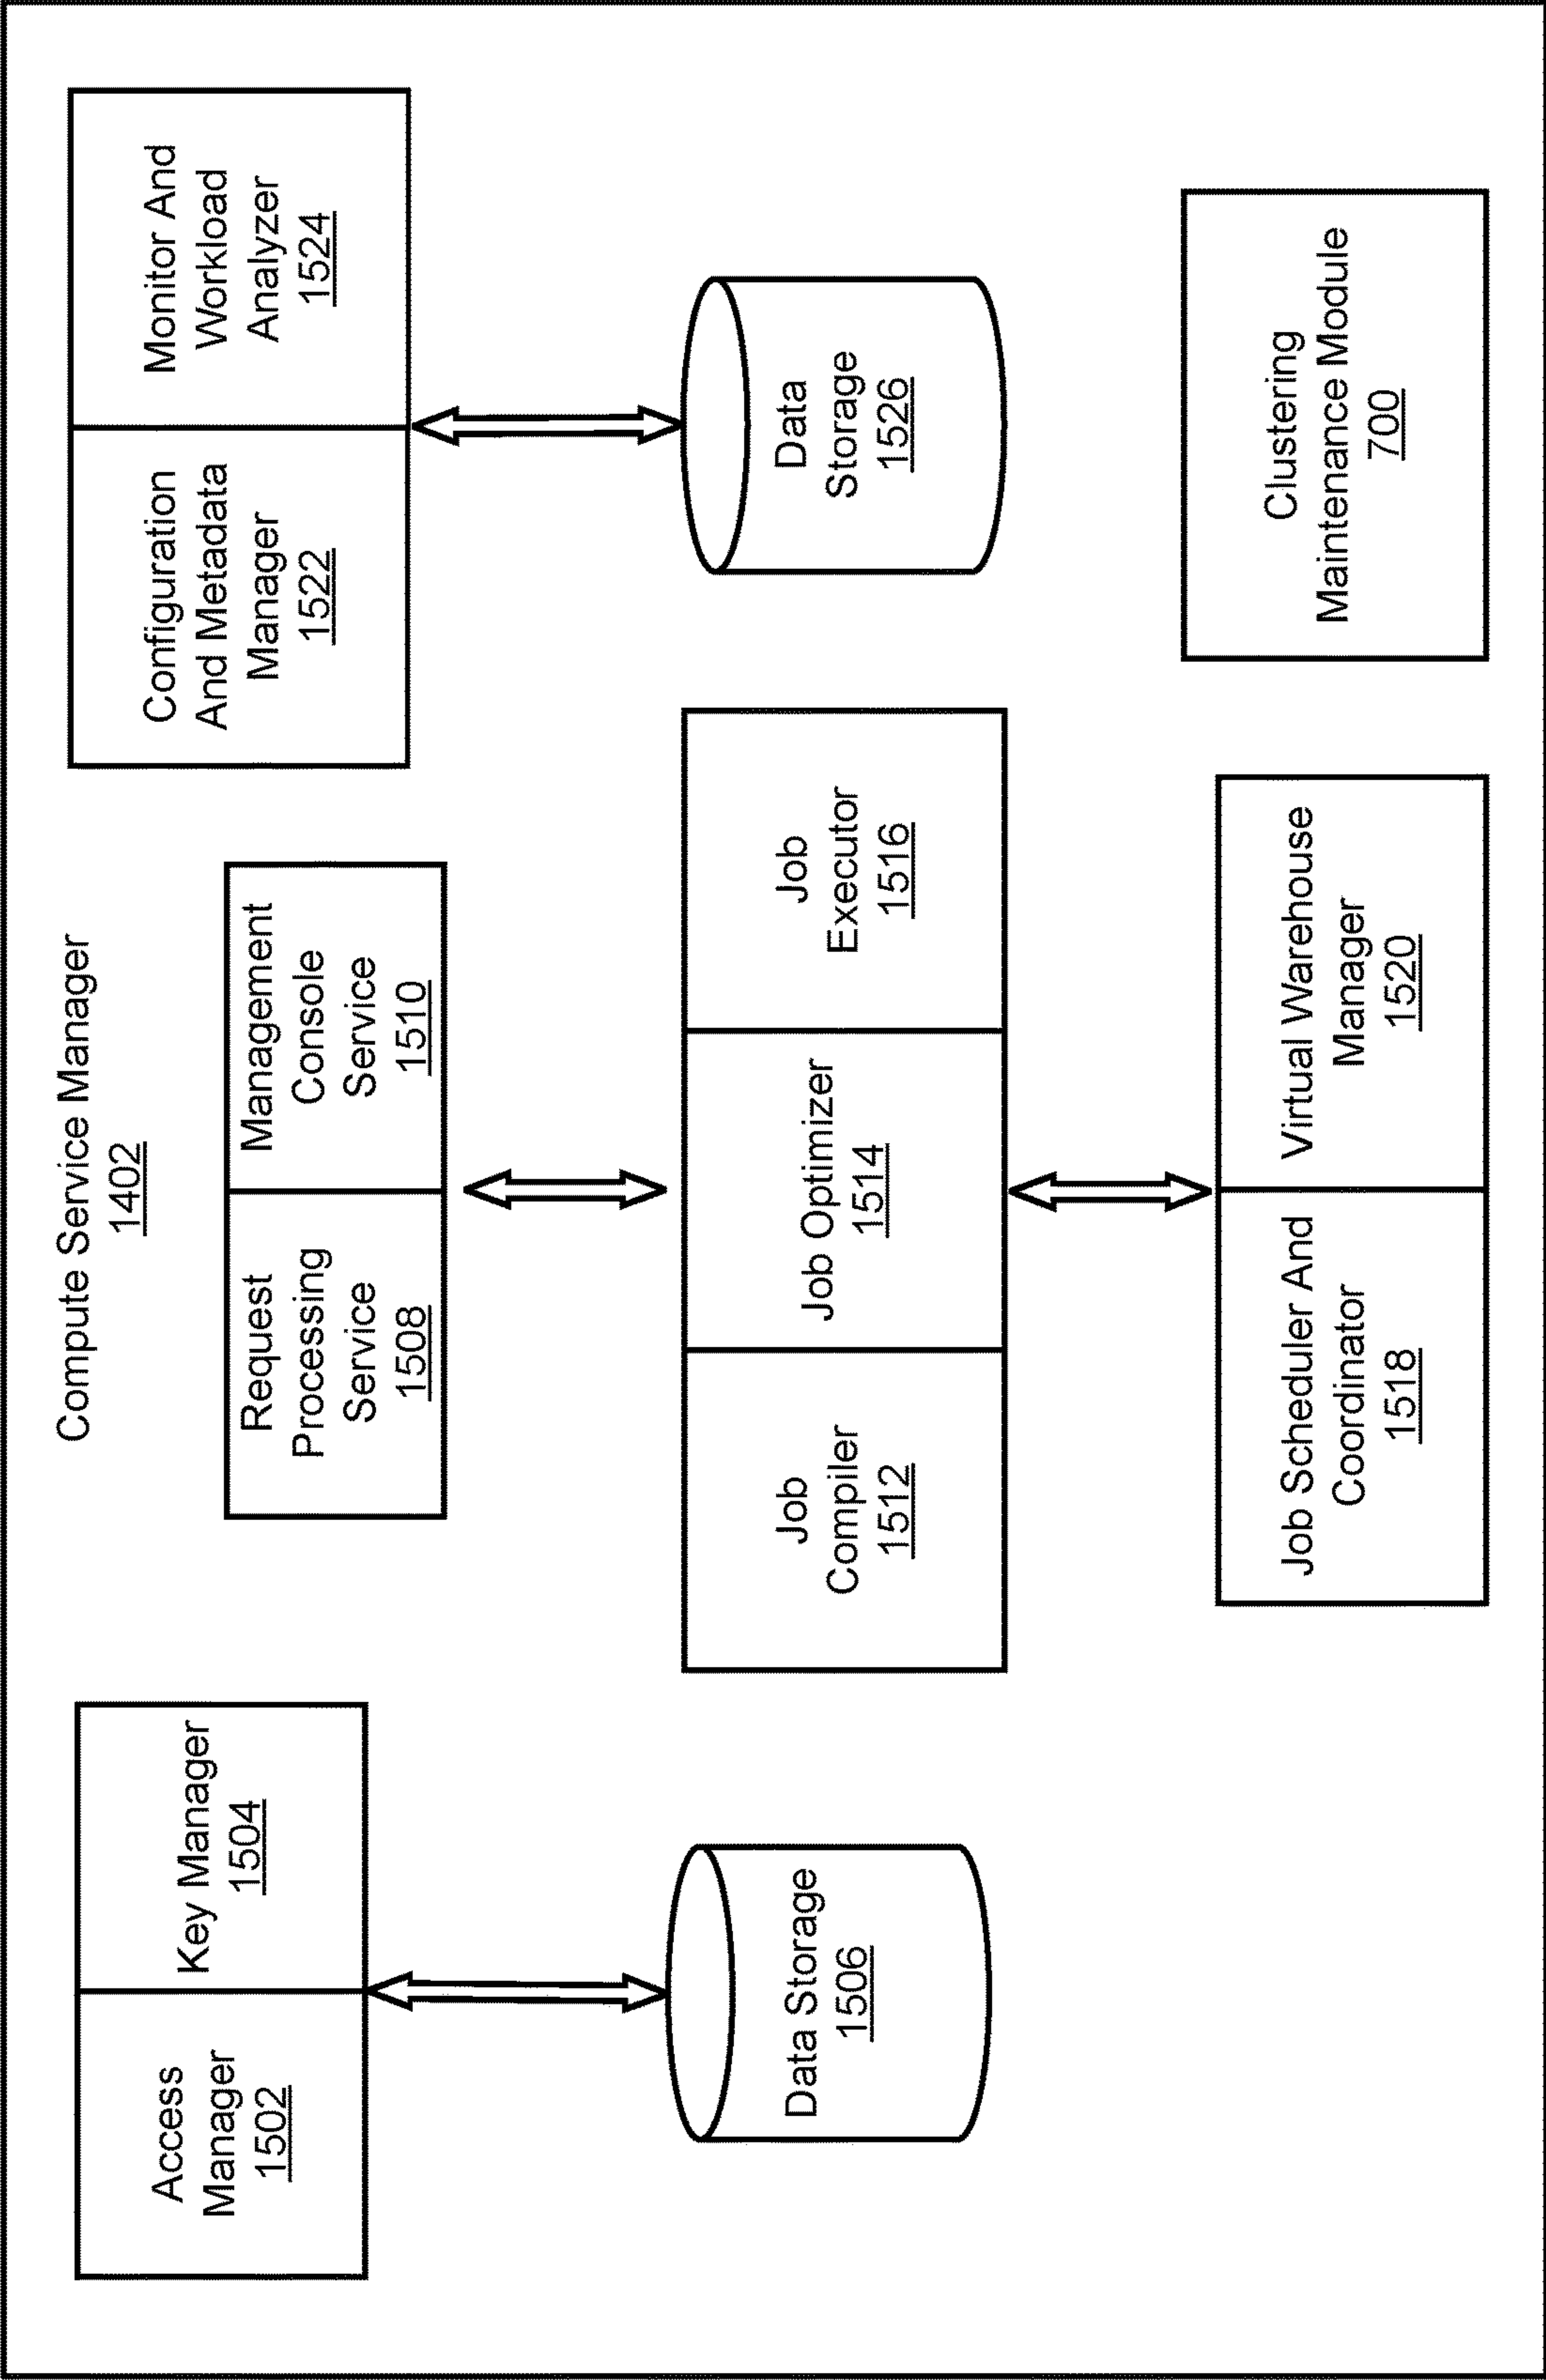 Compute Service Manager
1402
Access
Manager
1502
Key Manager
1504
Request
Processing
Service
1508
Management
Console
Service
1510
Configuration
And Metadata
Manager
1522
Monitor And
Workload
Analyzer
1524
Data Storage
1506
Job
Compiler
1512
Job Optimizer
1514
Job
Executor
1516
Data
Storage
1526
Job Scheduler And
Coordinator
1518
Virtual Warehouse
Manager
1520
Clustering
Maintenance Module
700